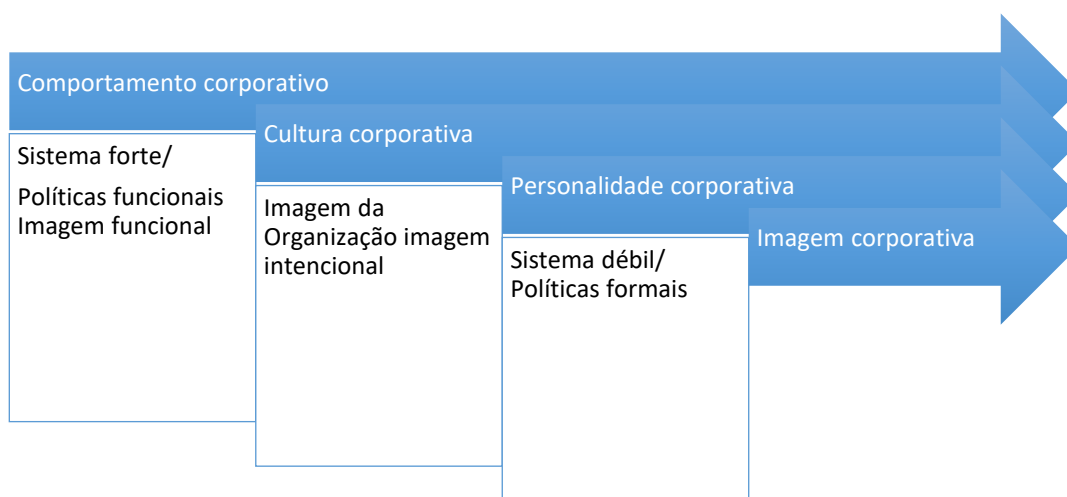 Comportamento corporativo
Sistema forte/
Políticas funcionais
Imagem funcional
Cultura corporativa
Imagem da
Organização imagem
intencional
Personalidade corporativa
Sistema débil/
Políticas formais
Imagem corporativa